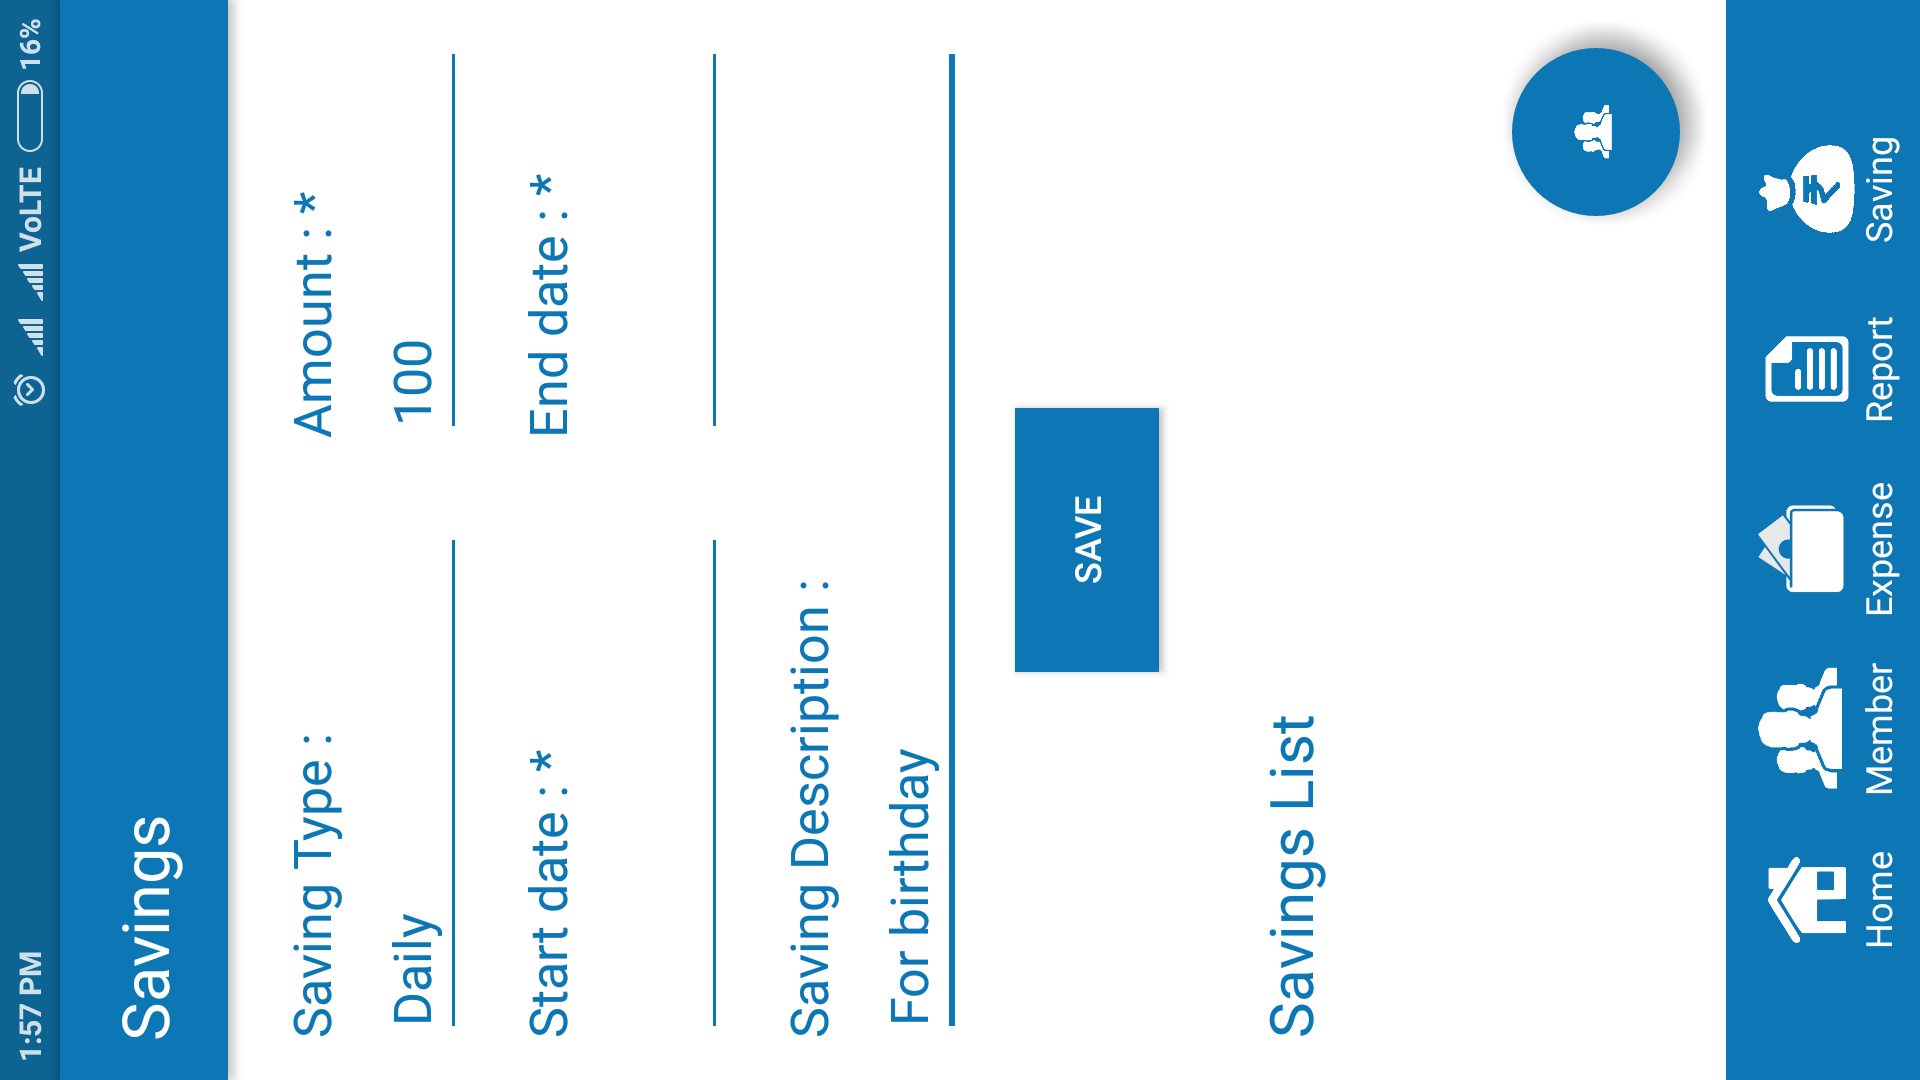 1:57 PM VoLTE 16%
Savings
Saving Type : Amount : *
Daily 100
Start date : * End date : *
Saving Description :
For birthday
SAVE
Savings List
Home Member Expense Report Saving